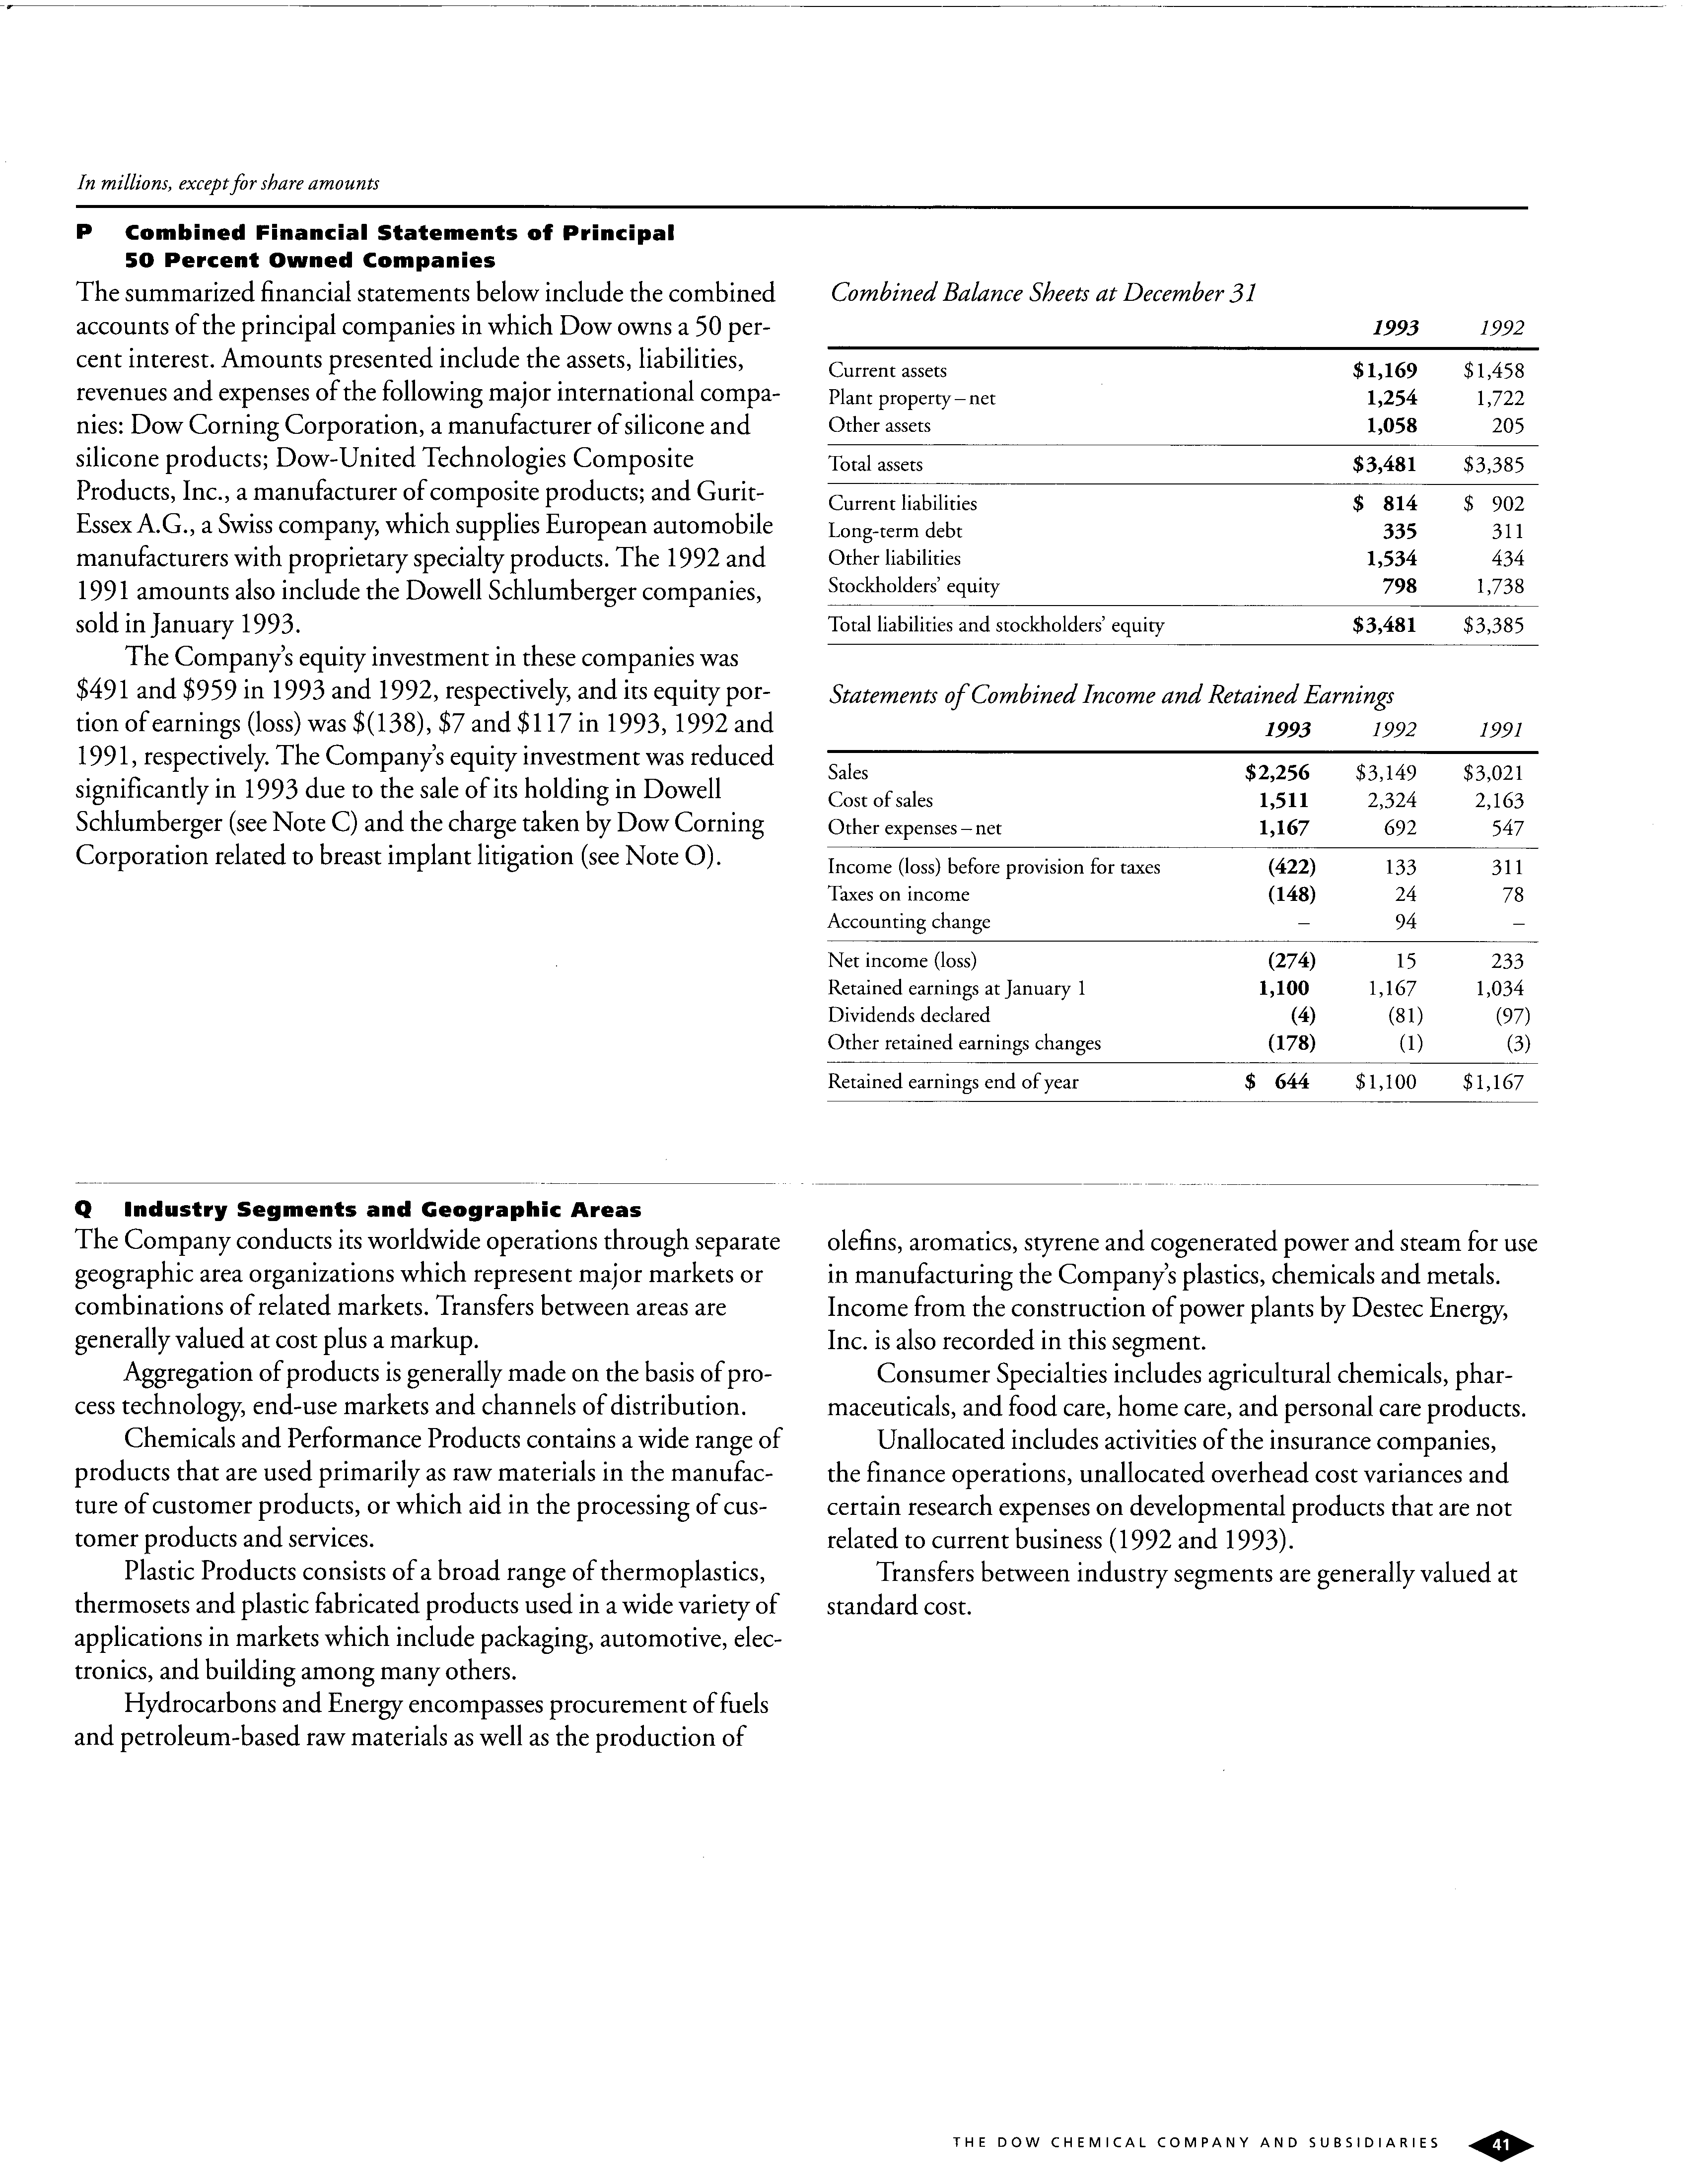 In millions, except for share amounts
P Combined Financial Statements of Principal
50 Percent Owned Companies
The summarized financial statements below include the combined
accounts of the principal companies in which Dow owns a 50 per-
cent interest. Amounts presented include the assets, liabilities,
revenues and expenses of the following major international compa-
nies: Dow Corning Corporation, a manufacturer of silicone and
silicone products; Dow-United Technologies Composite
Products, Inc., a manufacturer of composite products; and Gurit-
Essex A.G., a Swiss company, which supplies European automobile
manufacturers with proprietary specialty products. The 1992 and
1991 amounts also include the Dowell Schlumberger companies,
sold in January 1993.
The Company's equity investment in these companies was
$491 and $959 in 1993 and 1992, respectively, and its equity por-
tion of earnings (loss) was $(138), $7 and $117 in 1993, 1992 and
1991, respectively. The Company's equity investment was reduced
significantly in 1993 due to the sale of its holding in Dowell
Schlumberger (see Note C) and the charge taken by Dow Corning
Corporation related to breast implant litigation (see Note O).
Combined Balance Sheets at December 31
1993 1992
Current assets $1,169 $1,458
Plant property – net 1,254 1,722
Other assets 1,058 205
Total assets $3,481 $3,385
Current liabilities $ 814 $ 902
Long-term debt 335 311
Other liabilities 1,534 434
Stockholders' equity 798 1,738
Total liabilities and stockholders' equity $3,481 $3,385
Statements of Combined Income and Retained Earnings
1993 1992 1991
Sales $2,256 $3,149 $3,021
Cost of sales 1,511 2,324 2,163
Other expenses – net 1,167 692 547
Income (loss) before provision for taxes (422) 133 311
Taxes on income (148) 24 78
Accounting change – 94 –
Net income (loss) (274) 15 233
Retained earnings at January 1 1,100 1,167 1,034
Dividends declared (4) (81) (97)
Other retained earnings changes (178) (1) (3)
Retained earnings end of year $ 644 $1,100 $1,167
Q Industry Segments and Geographic Areas
The Company conducts its worldwide operations through separate
geographic area organizations which represent major markets or
combinations of related markets. Transfers between areas are
generally valued at cost plus a markup.
Aggregation of products is generally made on the basis of pro-
cess technology, end-use markets and channels of distribution.
Chemicals and Performance Products contains a wide range of
products that are used primarily as raw materials in the manufac-
ture of customer products, or which aid in the processing of cus-
tomer products and services.
Plastic Products consists of a broad range of thermoplastics,
thermosets and plastic fabricated products used in a wide variety of
applications in markets which include packaging, automotive, elec-
tronics, and building among many others.
Hydrocarbons and Energy encompasses procurement of fuels
and petroleum-based raw materials as well as the production of
olefins, aromatics, styrene and cogenerated power and steam for use
in manufacturing the Company's plastics, chemicals and metals.
Income from the construction of power plants by Destec Energy,
Inc. is also recorded in this segment.
Consumer Specialties includes agricultural chemicals, phar-
maceuticals, and food care, home care, and personal care products.
Unallocated includes activities of the insurance companies,
the finance operations, unallocated overhead cost variances and
certain research expenses on developmental products that are not
related to current business (1992 and 1993).
Transfers between industry segments are generally valued at
standard cost.
THE DOW CHEMICAL COMPANY AND SUBSIDIARIES 41